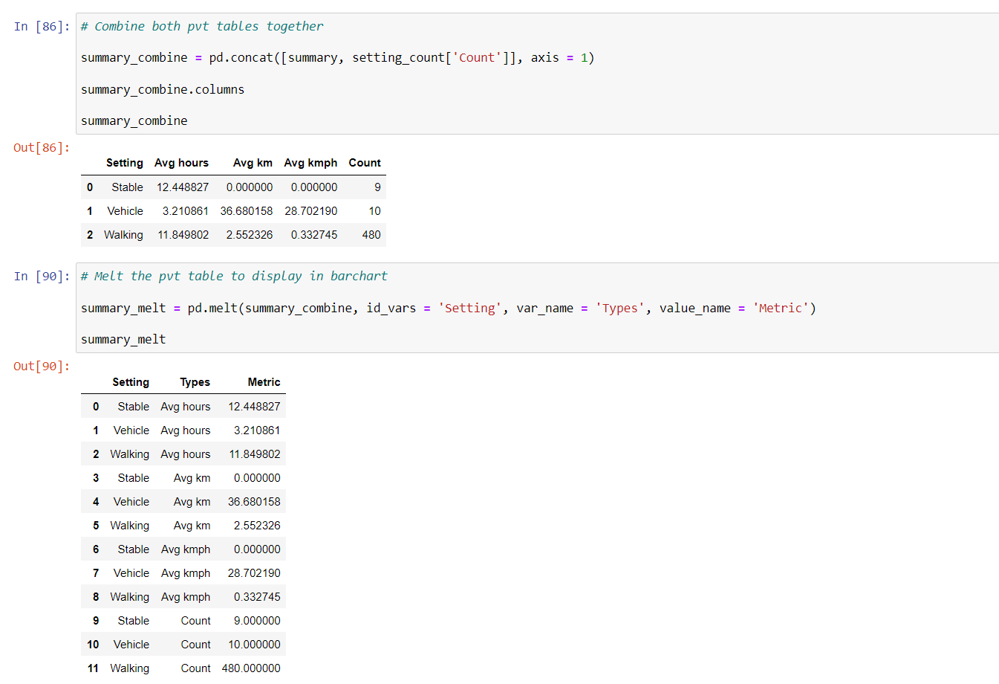 In [86]: # Combine both pvt tables together
summary_combine = pd.concat([summary, setting_count['Count']], axis = 1)
summary_combine.columns
summary_combine
Out[86]:
Setting Avg hours Avg km Avg kmph Count
0 Stable 12.448827 0.000000 0.000000 9
1 Vehicle 3.210861 36.680158 28.702190 10
2 Walking 11.849802 2.552326 0.332745 480
In [90]: # Melt the pvt table to display in barchart
summary_melt = pd.melt(summary_combine, id_vars = 'Setting', var_name = 'Types', value_name = 'Metric')
summary_melt
Out[90]:
Setting Types Metric
0 Stable Avg hours 12.448827
1 Vehicle Avg hours 3.210861
2 Walking Avg hours 11.849802
3 Stable Avg km 0.000000
4 Vehicle Avg km 36.680158
5 Walking Avg km 2.552326
6 Stable Avg kmph 0.000000
7 Vehicle Avg kmph 28.702190
8 Walking Avg kmph 0.332745
9 Stable Count 9.000000
10 Vehicle Count 10.000000
11 Walking Count 480.000000